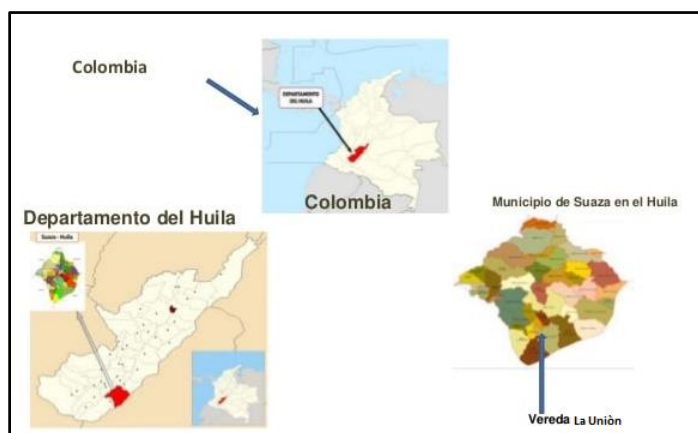 Colombia
DEPARTAMENTO
DEL HUILA
Colombia
Departamento del Huila
Municipio de Suaza en el Huila
Suaza - Huila
Vereda La Uniòn